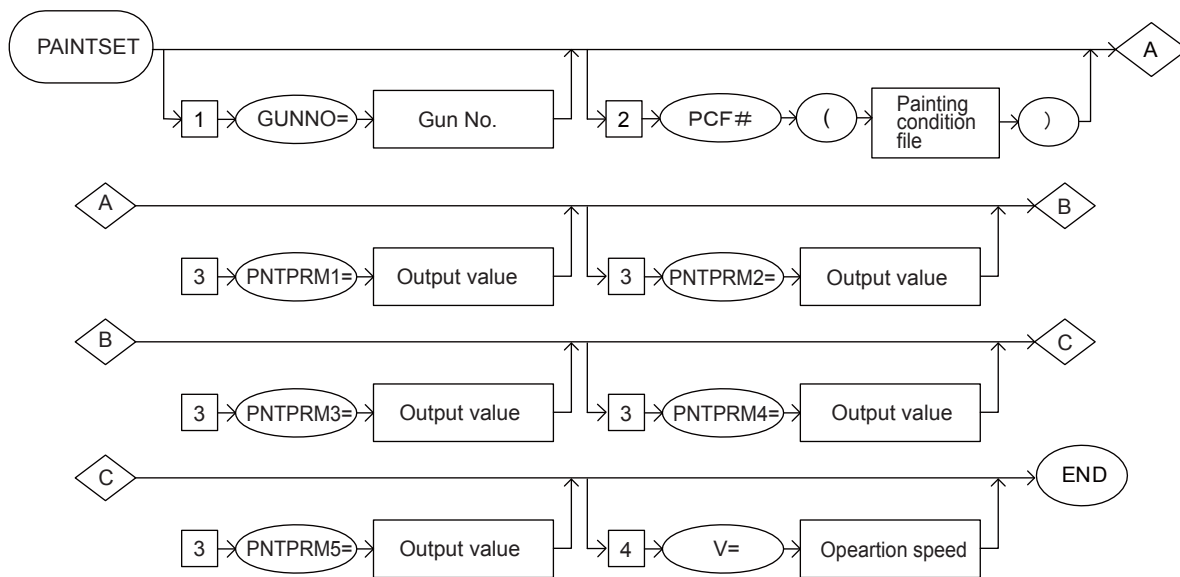 PAINTSET
A
1 GUNNO= Gun No. 2 PCF# ( Painting
condition
file )
A B
3 PNTPRM1= Output value 3 PNTPRM2= Output value
B C
3 PNTPRM3= Output value 3 PNTPRM4= Output value
C END
3 PNTPRM5= Output value 4 V= Opeartion speed